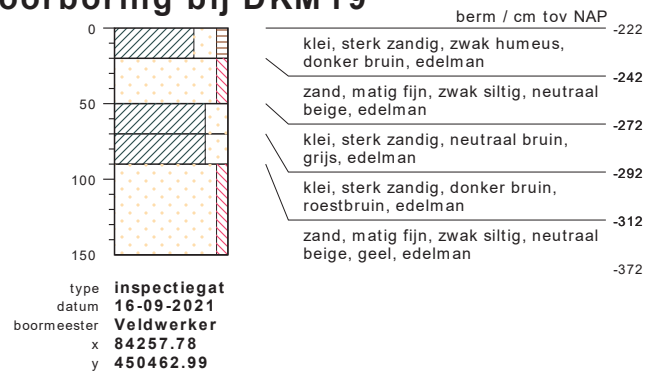 oorboring bij DKM19
berm / cm tov NAP
0
-222
klei, sterk zandig, zwak humeus,
donker bruin, edelman
-242
zand, matig fijn, zwak siltig, neutraal
beige, edelman
50
-272
klei, sterk zandig, neutraal bruin,
grijs, edelman
-292
100
klei, sterk zandig, donker bruin,
roestbruin, edelman
-312
zand, matig fijn, zwak siltig, neutraal
beige, geel, edelman
150
-372
type inspectiegat
datum 16-09-2021
boormeester Veldwerker
x 84257.78
y 450462.99